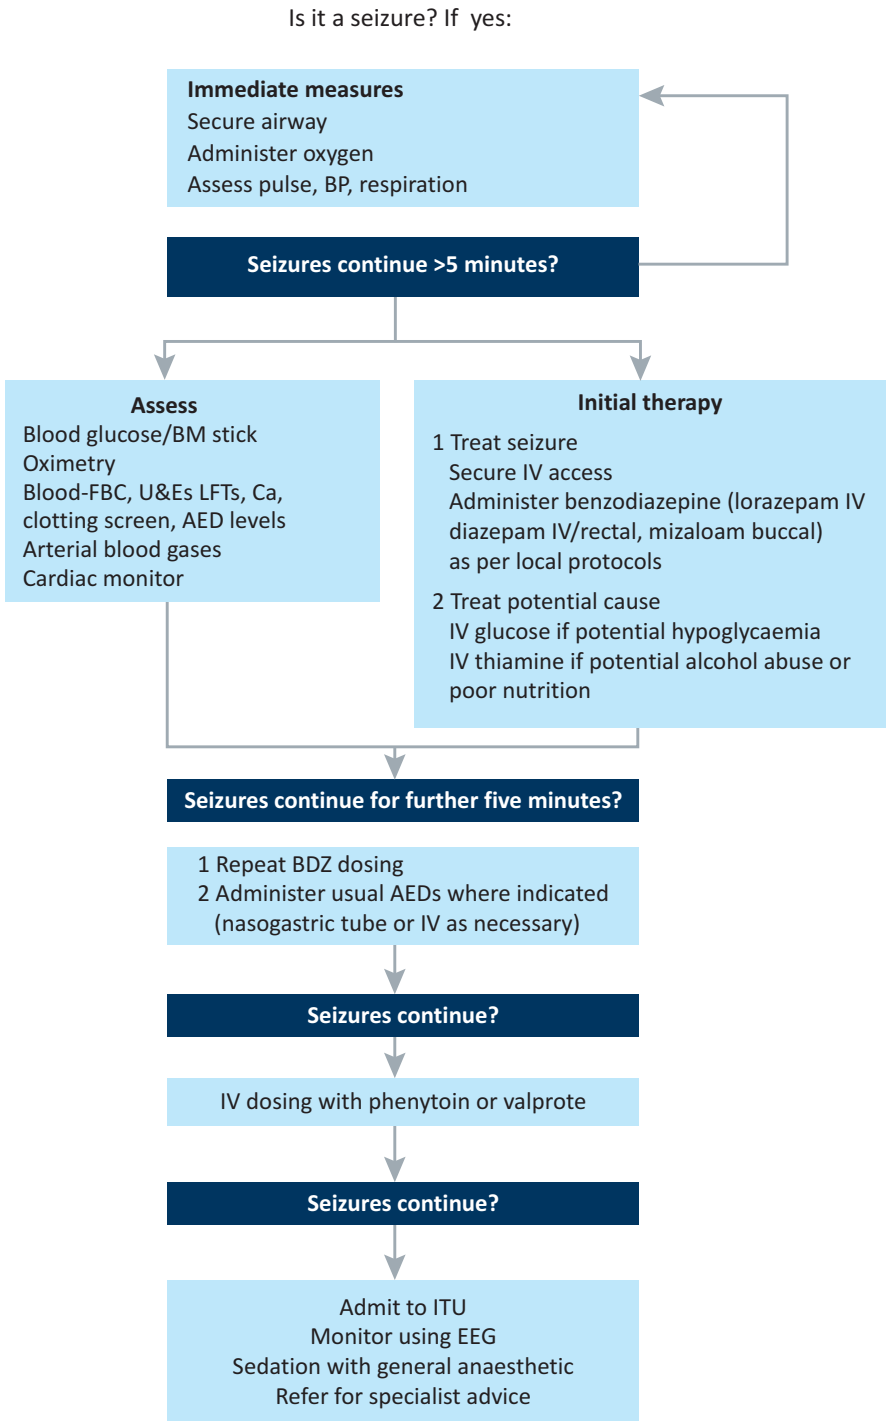 Is it a seizure? If yes:
Immediate measures
Secure airway
Administer oxygen
Assess pulse, BP, respiration
Seizures continue >5 minutes?
Assess
Blood glucose/BM stick
Oximetry
Blood-FBC, U&Es LFTs, Ca,
clotting screen, AED levels
Arterial blood gases
Cardiac monitor
Initial therapy
1 Treat seizure
Secure IV access
Administer benzodiazepine (lorazepam IV
diazepam IV/rectal, mizaloam buccal)
as per local protocols
2 Treat potential cause
IV glucose if potential hypoglycaemia
IV thiamine if potential alcohol abuse or
poor nutrition
Seizures continue for further five minutes?
1 Repeat BDZ dosing
2 Administer usual AEDs where indicated
(nasogastric tube or IV as necessary)
Seizures continue?
IV dosing with phenytoin or valprote
Seizures continue?
Admit to ITU
Monitor using EEG
Sedation with general anaesthetic
Refer for specialist advice